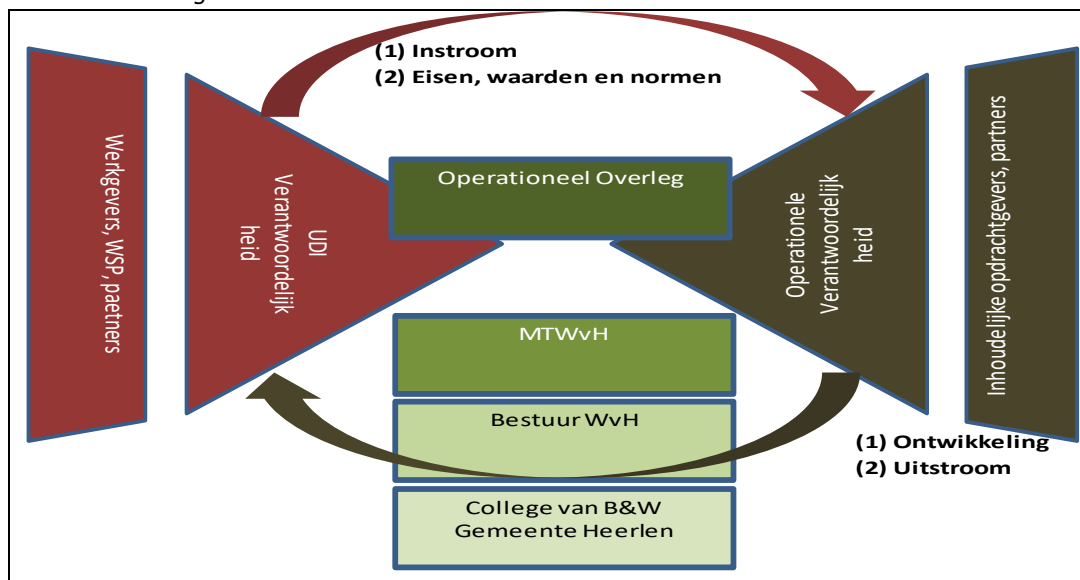 (1) Instroom
(2) Eisen, waarden en normen
Werkgevers, WSP, paetners
UDI
Verantwoordelijk
heid
Operationeel Overleg
Operationele
Verantwoordelijk
heid
Inhoudelijke opdrachtgevers, partners
MTWvH
Bestuur WvH
(1) Ontwikkeling
(2) Uitstroom
College van B&W
Gemeente Heerlen